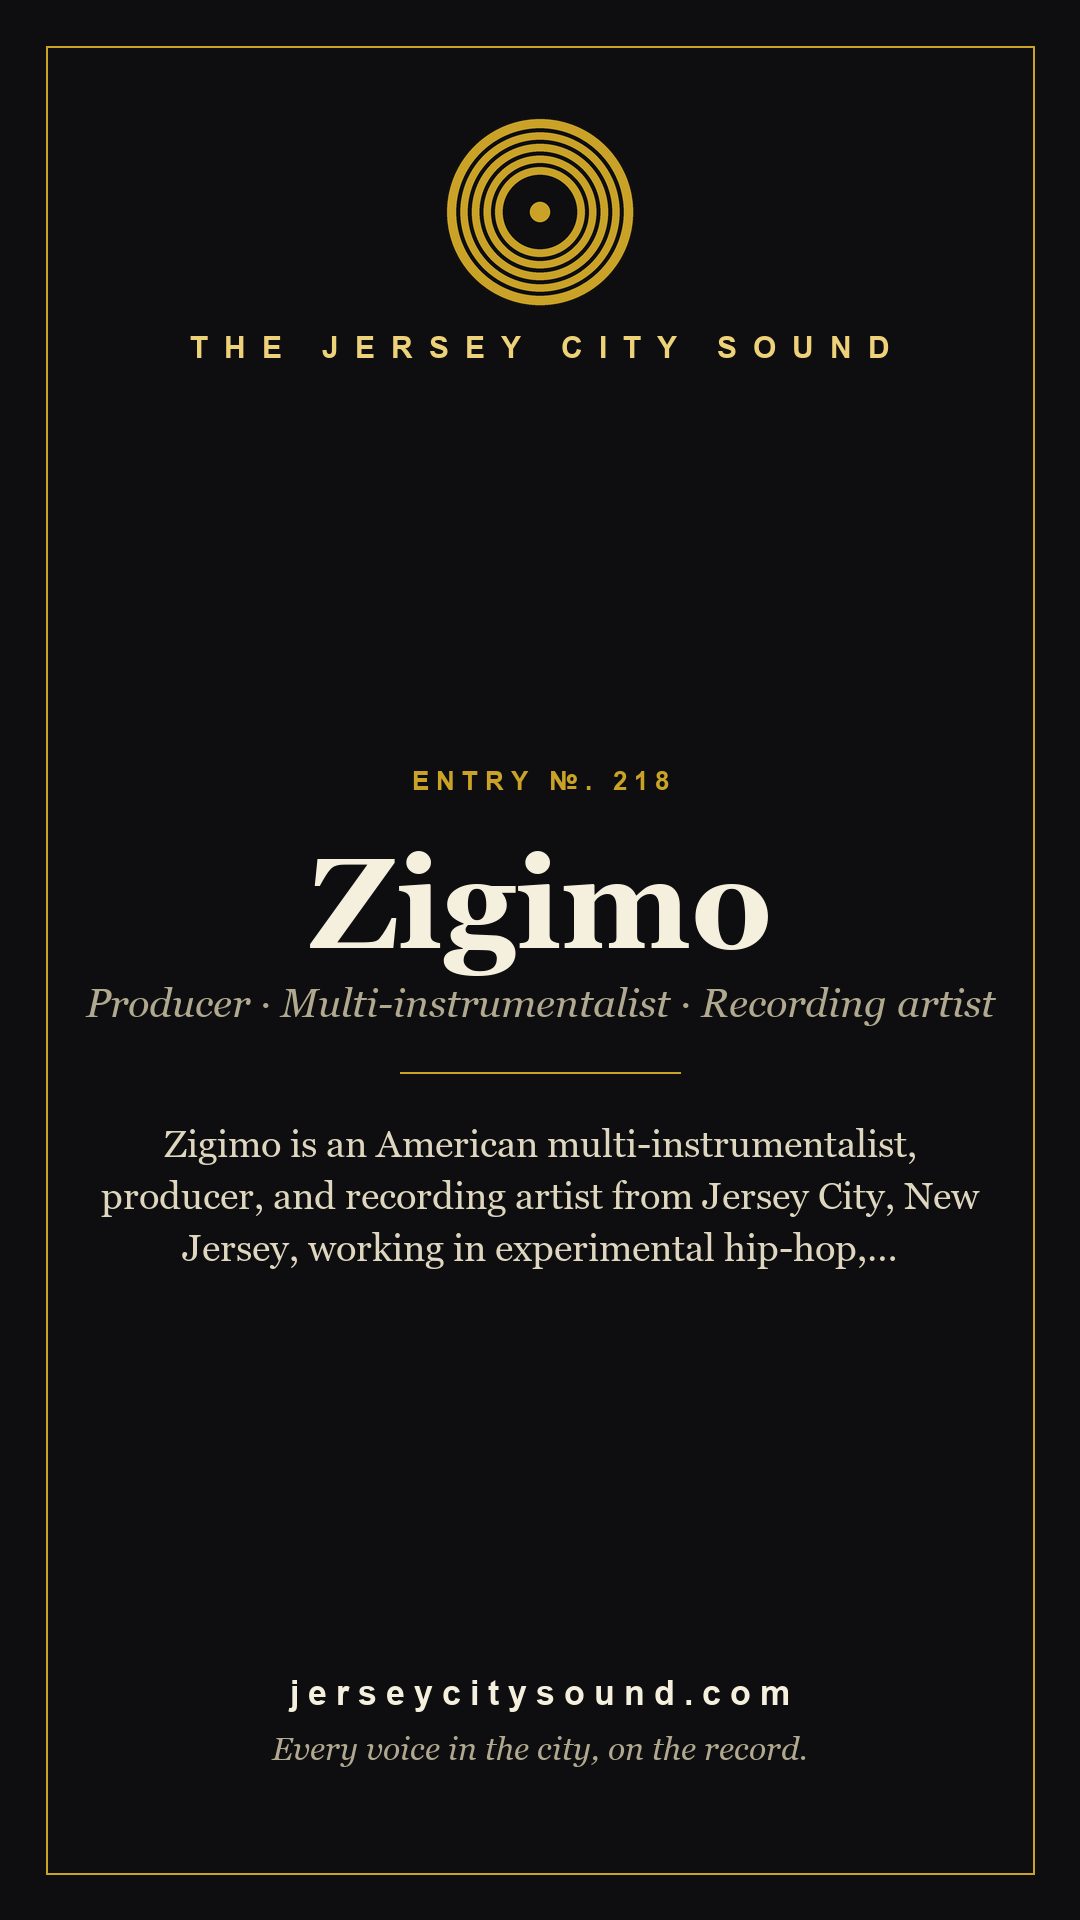 THE JERSEY CITY SOUND
ENTRY №. 218
Zigimo
Producer · Multi-instrumentalist · Recording artist
Zigimo is an American multi-instrumentalist,
producer, and recording artist from Jersey City, New
Jersey, working in experimental hip-hop,...
jerseycitysound.com
Every voice in the city, on the record.